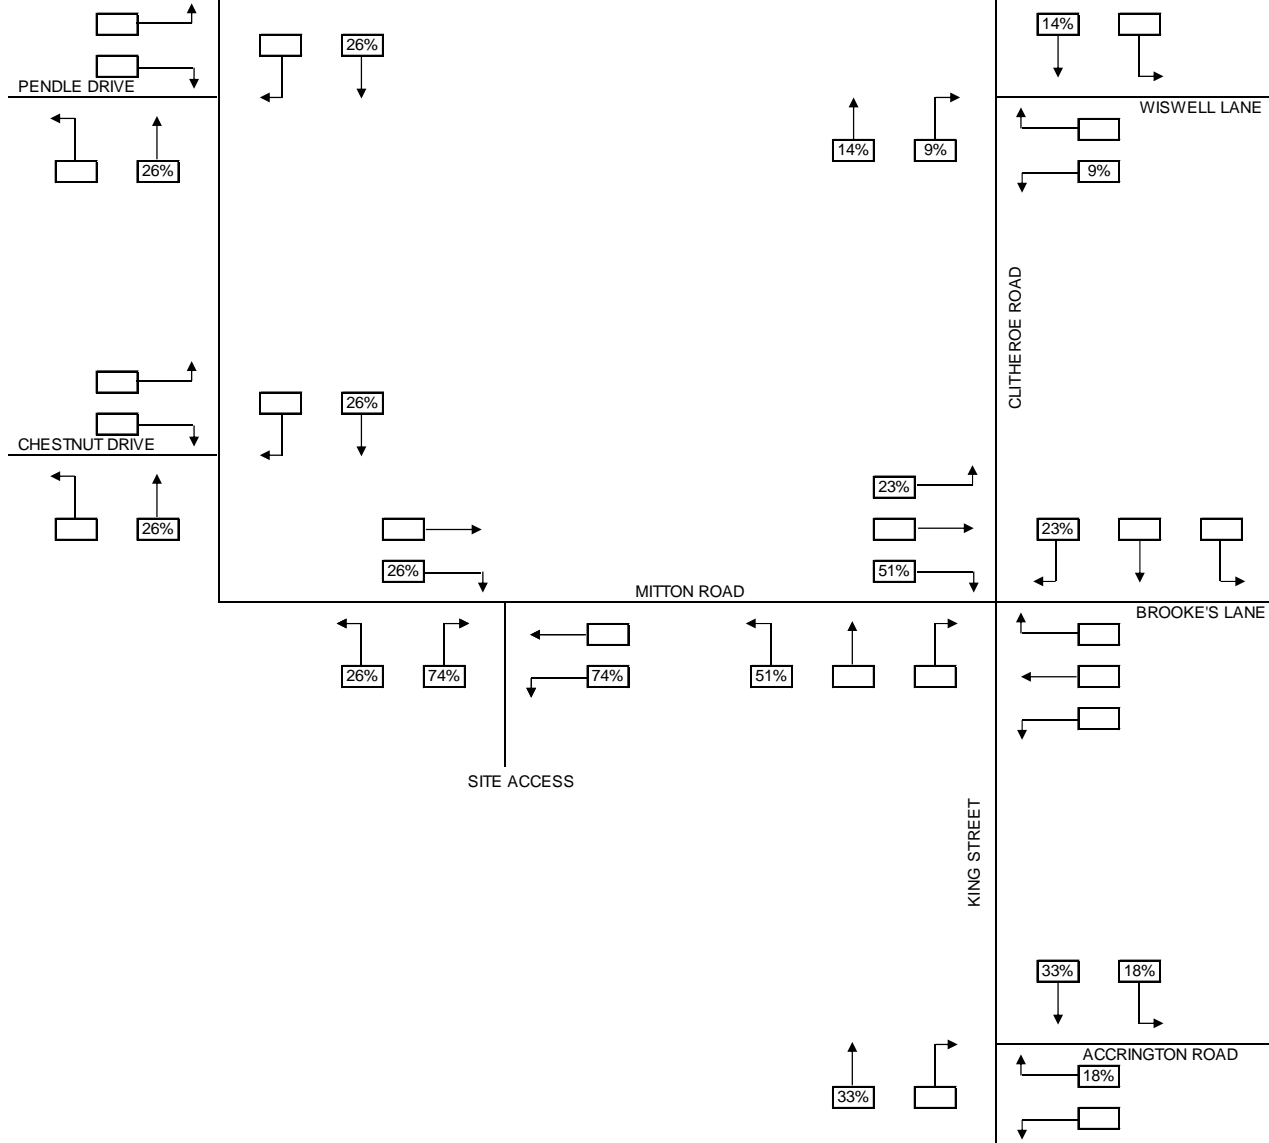 14%
26%
PENDLE DRIVE
WISWELL LANE
14%
9%
26%
9%
CLITHEROE ROAD
26%
CHESTNUT DRIVE
23%
26%
23%
26%
51%
MITTON ROAD
BROOKE'S LANE
26%
74%
74%
51%
SITE ACCESS
KING STREET
33%
18%
ACCRINGTON ROAD
18%
33%